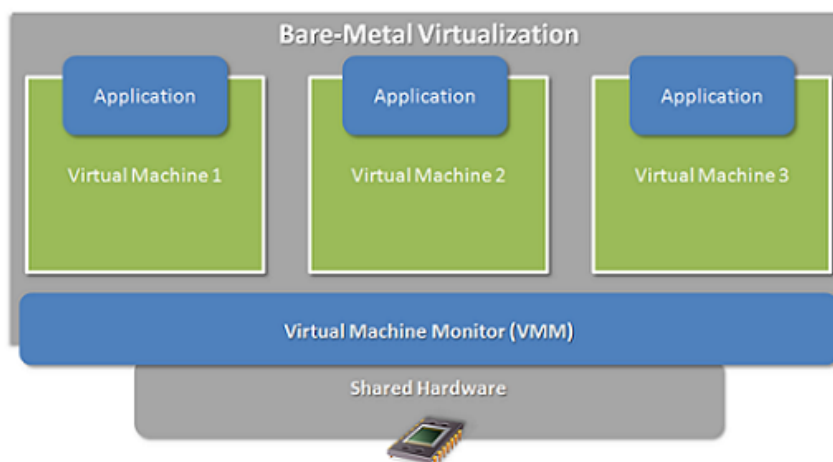 Bare-Metal Virtualization
Application
Application
Application
Virtual Machine 1
Virtual Machine 2
Virtual Machine 3
Virtual Machine Monitor (VMM)
Shared Hardware